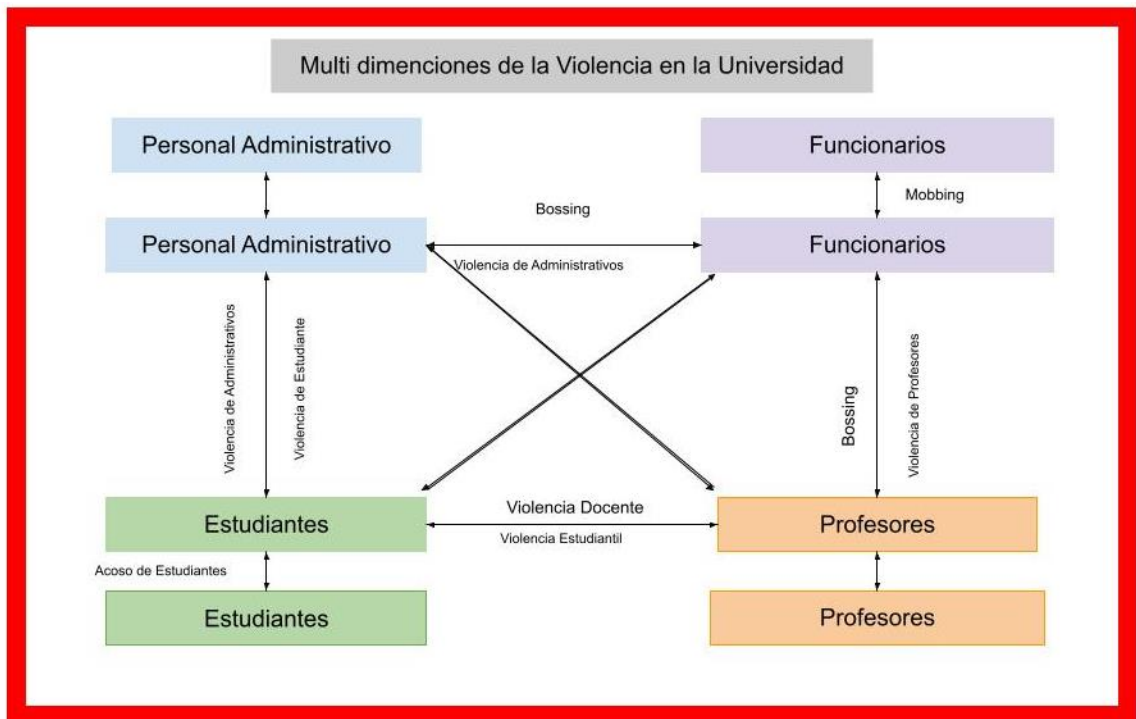 Multi dimenciones de la Violencia en la Universidad
Personal Administrativo
Funcionarios
Mobbing
Personal Administrativo
Bossing
Funcionarios
Violencia de Administrativos
Violencia de Administrativos
Violencia de Estudiante
Bossing
Violencia de Profesores
Estudiantes
Violencia Docente
Violencia Estudiantil
Profesores
Acoso de Estudiantes
Estudiantes
Profesores